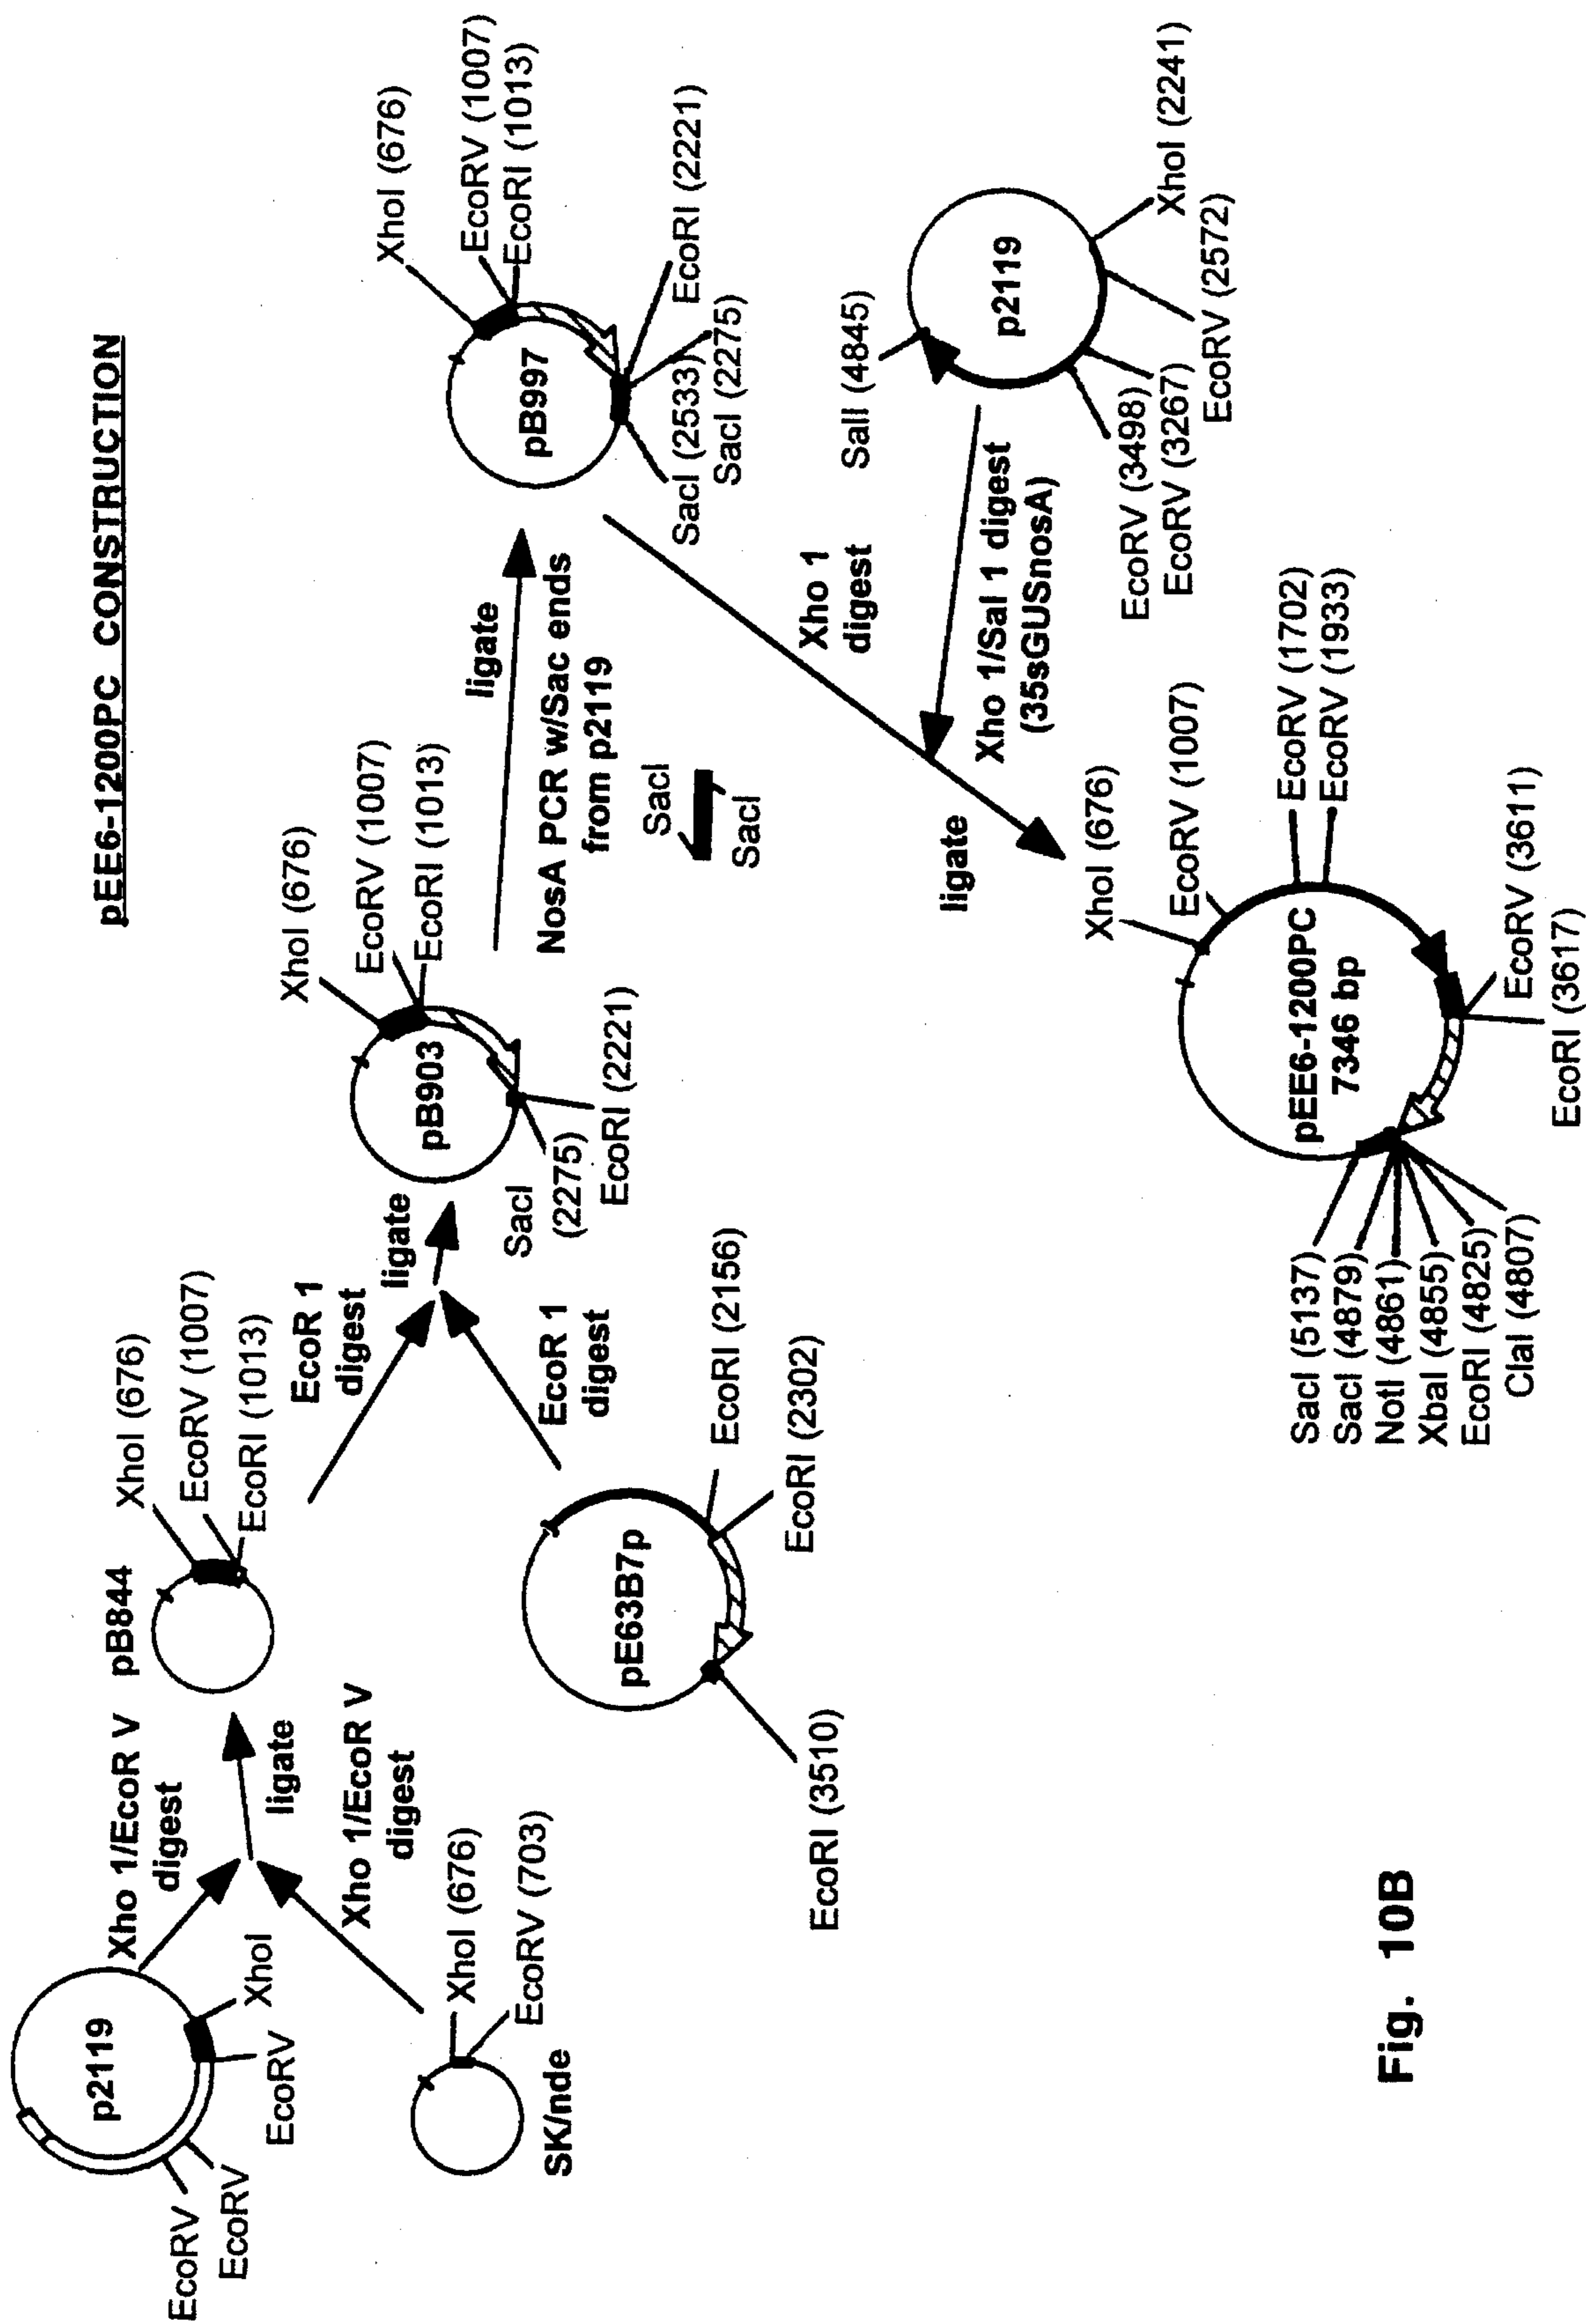 pEE6-1200PC CONSTRUCTION
p2119
XhoI
EcoRV
EcoRV
EcoRV
Xho 1/EcoR V
digest
SK/nde
XhoI (676)
EcoRV (703)
Xho 1/EcoR V
digest
ligate
pB844
XhoI (676)
EcoRV (1007)
EcoRI (1013)
EcoR 1
digest
pE63B7p
EcoRI (2156)
EcoRI (2302)
EcoRI (3510)
EcoR 1
digest
ligate
pB903
XhoI (676)
EcoRV (1007)
EcoRI (1013)
SacI
(2275)
EcoRI (2221)
ligate
NosA PCR w/Sac ends
from p2119
SacI
SacI
pB997
XhoI (676)
EcoRV (1007)
EcoRI (1013)
EcoRI (2221)
SacI (2533)
SacI (2275)
Xho 1
digest
p2119
SalI (4845)
XhoI (2241)
EcoRV (2572)
EcoRV (3267)
EcoRV (3498)
Xho 1/Sal 1 digest
(35sGUSnosA)
ligate
pEE6-1200PC
7346 bp
XhoI (676)
EcoRV (1007)
EcoRV (1702)
EcoRV (1933)
EcoRV (3611)
EcoRI (3617)
SacI (5137)
SacI (4879)
NotI (4861)
XbaI (4855)
EcoRI (4825)
ClaI (4807)
Fig. 10B